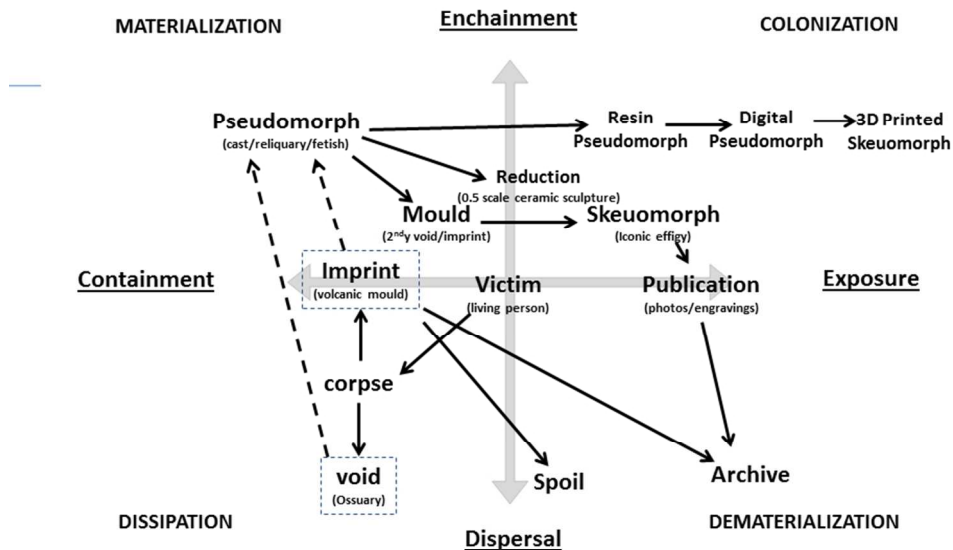 Enchainment
MATERIALIZATION
COLONIZATION
Pseudomorph
(cast/reliquary/fetish)
Resin
Pseudomorph
Digital
Pseudomorph
3D Printed
Skeuomorph
Reduction
(0.5 scale ceramic sculpture)
Mould
(2ndy void/imprint)
Skeuomorph
(Iconic effigy)
Containment
Imprint
(volcanic mould)
Victim
(living person)
Publication
(photos/engravings)
Exposure
corpse
void
(Ossuary)
Spoil
Archive
DISSIPATION
Dispersal
DEMATERIALIZATION